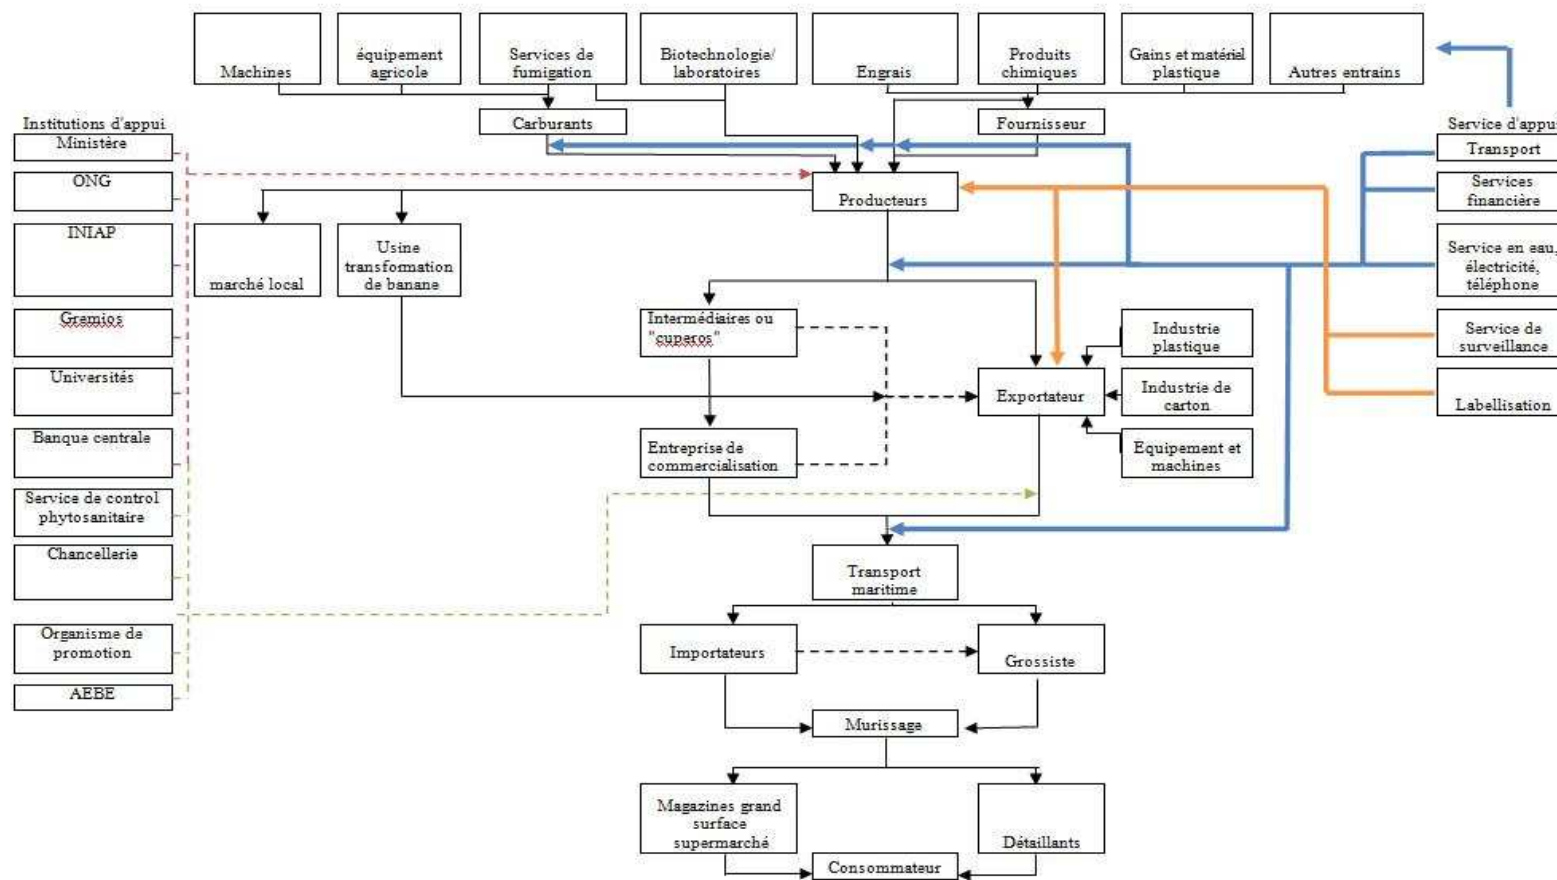 Machines
équipement
agricole
Services de
fumigation
Biotechnologie/
laboratoires
Engrais
Produits
chimiques
Gains et matériel
plastique
Autres entrains
Carburants
Fournisseur
Institutions d'appui
Ministère
ONG
INIAP
Gremios
Universités
Banque centrale
Service de control
phytosanitaire
Chancellerie
Organisme de
promotion
AEBE
Service d'appui
Transport
Services
financière
Service en eau,
électricité,
téléphone
Service de
surveillance
Labellisation
Producteurs
marché local
Usine
transformation
de banane
Intermédiaires ou
"cuperos"
Industrie
plastique
Exportateur
Industrie de
carton
Entreprise de
commercialisation
Equipement et
machines
Transport
maritime
Importateurs
Grossiste
Murissage
Magazines grand
surface
supermarché
Détaillants
Consommateur